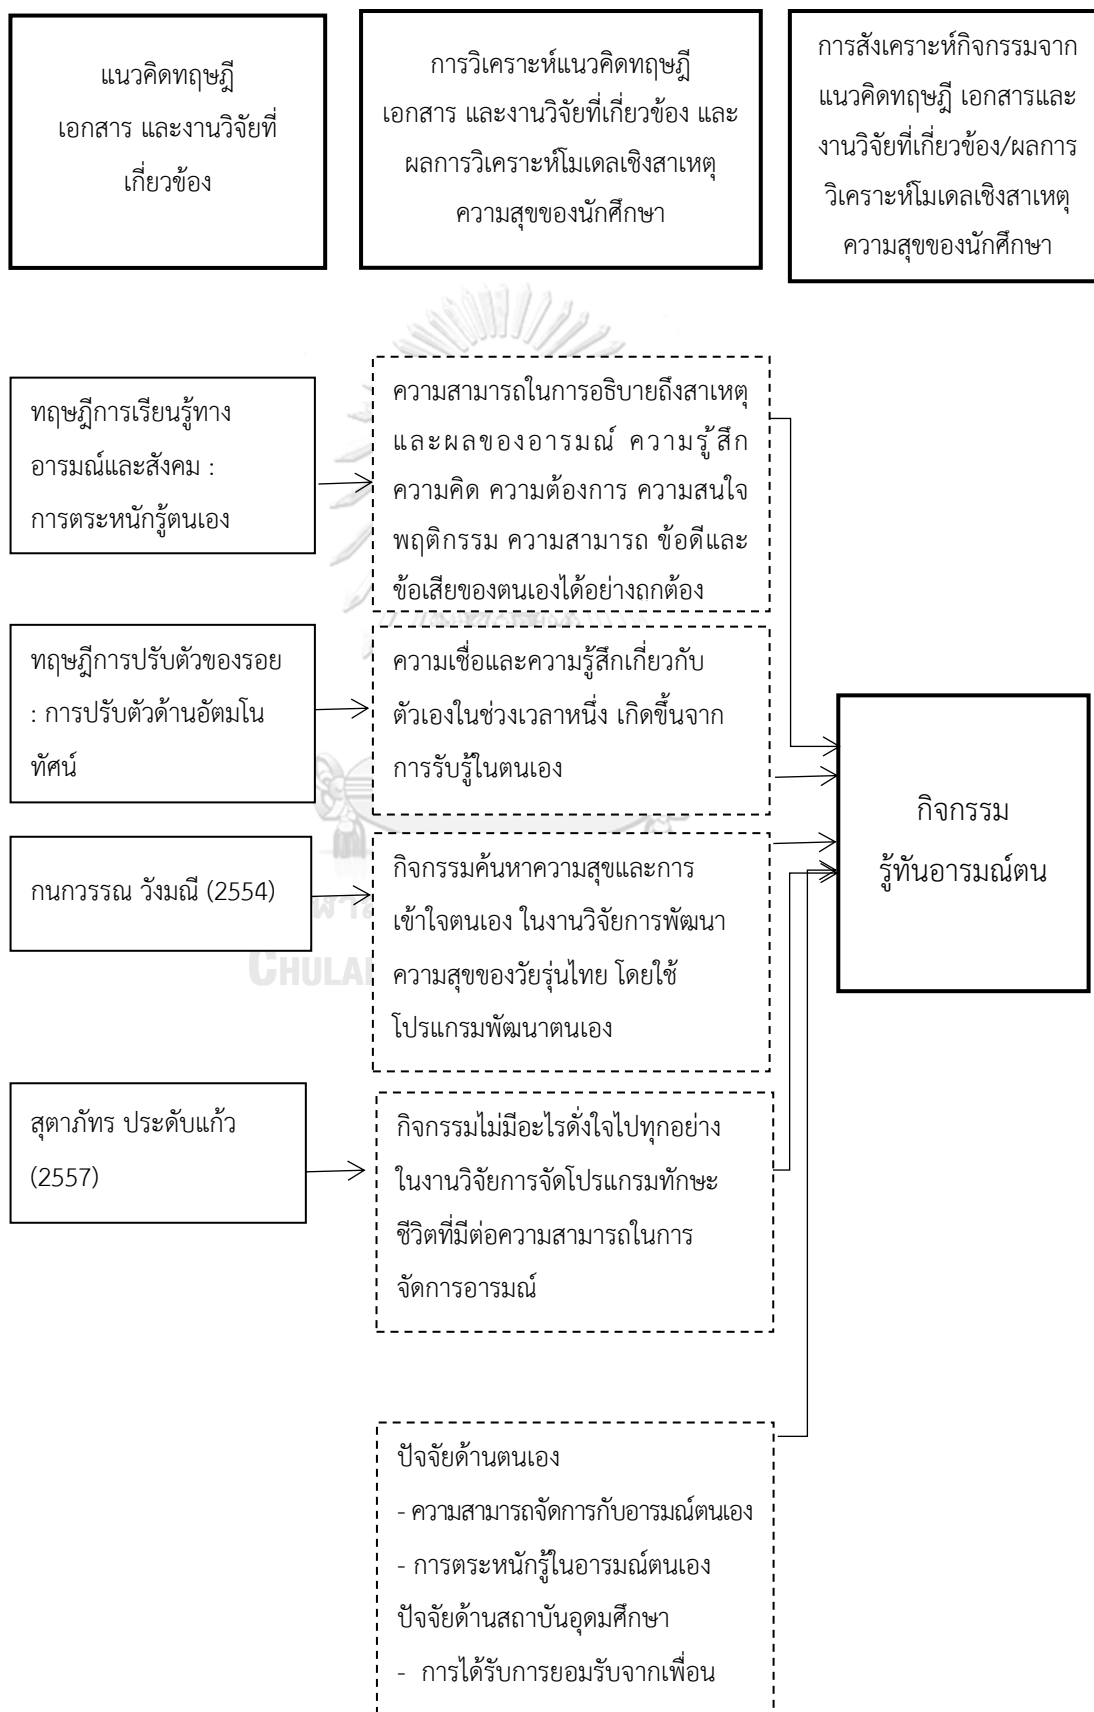 แนวคิดทฤษฎี
เอกสาร และงานวิจัยที่
เกี่ยวข้อง
การวิเคราะห์แนวคิดทฤษฎี
เอกสาร และงานวิจัยที่เกี่ยวข้อง และ
ผลการวิเคราะห์โมเดลเชิงสาเหตุ
ความสุขของนักศึกษา
การสังเคราะห์กิจกรรมจาก
แนวคิดทฤษฎี เอกสารและ
งานวิจัยที่เกี่ยวข้อง/ผลการ
วิเคราะห์โมเดลเชิงสาเหตุ
ความสุขของนักศึกษา
ทฤษฎีการเรียนรู้ทาง
อารมณ์และสังคม :
การตระหนักรู้ตนเอง
ความสามารถในการอธิบายถึงสาเหตุ
และผลของอารมณ์ ความรู้สึก
ความคิด ความต้องการ ความสนใจ
พฤติกรรม ความสามารถ ข้อดีและ
ข้อเสียของตนเองได้อย่างถกต้อง
ทฤษฎีการปรับตัวของรอย
: การปรับตัวด้านอัตมโน
ทัศน์
ความเชื่อและความรู้สึกเกี่ยวกับ
ตัวเองในช่วงเวลาหนึ่ง เกิดขึ้นจาก
การรับรู้ในตนเอง
กนกวรรณ วังมณี (2554)
กิจกรรมค้นหาความสุขและการ
เข้าใจตนเอง ในงานวิจัยการพัฒนา
ความสุขของวัยรุ่นไทย โดยใช้
โปรแกรมพัฒนาตนเอง
สุตาภัทร ประดับแก้ว
(2557)
กิจกรรมไม่มีอะไรดั่งใจไปทุกอย่าง
ในงานวิจัยการจัดโปรแกรมทักษะ
ชีวิตที่มีต่อความสามารถในการ
จัดการอารมณ์
ปัจจัยด้านตนเอง
- ความสามารถจัดการกับอารมณ์ตนเอง
- การตระหนักรู้ในอารมณ์ตนเอง
ปัจจัยด้านสถาบันอุดมศึกษา
- การได้รับการยอมรับจากเพื่อน
กิจกรรม
รู้ทันอารมณ์ตน
CHULA